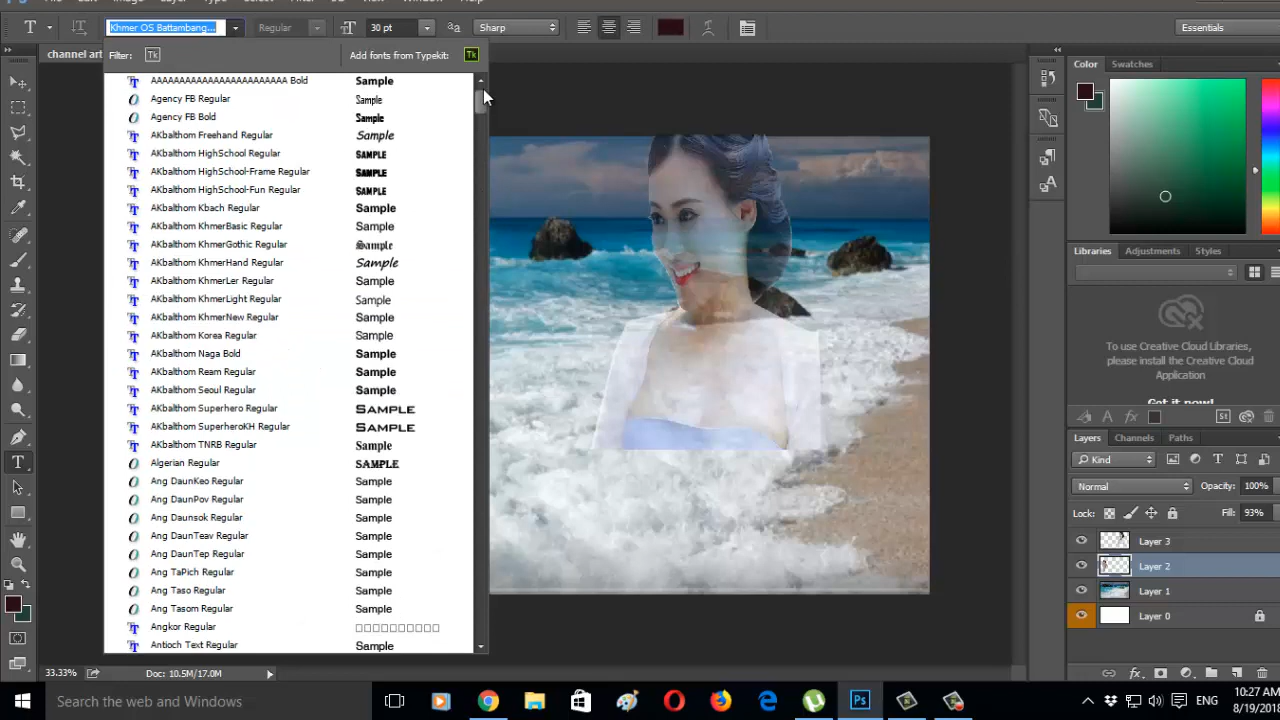 Khmer OS Battambang...
Regular
30 pt
Sharp
Essentials
channel art
Filter:
Add fonts from Typekit:
AAAAAAAAAAAAAAAAAAAAAAAA Bold Sample
Agency FB Regular Sample
Agency FB Bold Sample
AKbalthom Freehand Regular Sample
AKbalthom HighSchool Regular SAMPLE
AKbalthom HighSchool-Frame Regular SAMPLE
AKbalthom HighSchool-Fun Regular SAMPLE
AKbalthom Kbach Regular Sample
AKbalthom KhmerBasic Regular Sample
AKbalthom KhmerGothic Regular Sample
AKbalthom KhmerHand Regular Sample
AKbalthom KhmerLer Regular Sample
AKbalthom KhmerLight Regular Sample
AKbalthom KhmerNew Regular Sample
AKbalthom Korea Regular Sample
AKbalthom Naga Bold Sample
AKbalthom Ream Regular Sample
AKbalthom Seoul Regular Sample
AKbalthom Superhero Regular SAMPLE
AKbalthom SuperheroKH Regular SAMPLE
AKbalthom TNRB Regular Sample
Algerian Regular SAMPLE
Ang DaunKeo Regular Sample
Ang DaunPov Regular Sample
Ang Daunsok Regular Sample
Ang DaunTeav Regular Sample
Ang DaunTep Regular Sample
Ang TaPich Regular Sample
Ang Taso Regular Sample
Ang Tasom Regular Sample
Angkor Regular
Antioch Text Regular Sample
Color
Swatches
Libraries
Adjustments
Styles
To use Creative Cloud Libraries,
please install the Creative Cloud
Application
Got it now!
Layers
Channels
Paths
Kind
Normal
Opacity: 100%
Lock:
Fill: 93%
Layer 3
Layer 2
Layer 1
Layer 0
33.33%
Doc: 10.5M/17.0M
Search the web and Windows
ENG
10:27 AM
8/19/2018